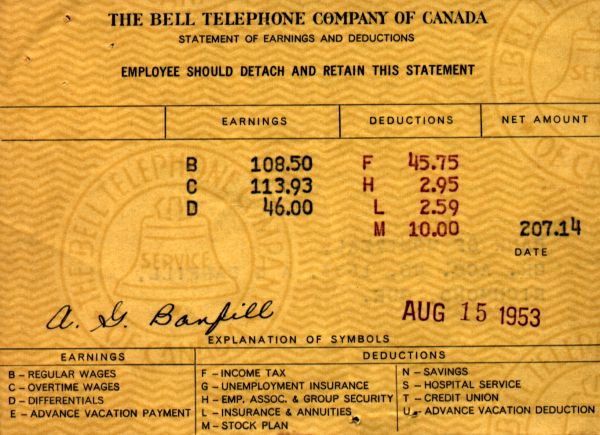 THE BELL TELEPHONE COMPANY OF CANADA
STATEMENT OF EARNINGS AND DEDUCTIONS
EMPLOYEE SHOULD DETACH AND RETAIN THIS STATEMENT
EARNINGS DEDUCTIONS NET AMOUNT
B 108.50 F 45.75
C 113.93 H 2.95
D 46.00 L 2.59
M 10.00 207.14
DATE
A. G. Banfill AUG 15 1953
EXPLANATION OF SYMBOLS
EARNINGS DEDUCTIONS
B – REGULAR WAGES F – INCOME TAX N – SAVINGS
C – OVERTIME WAGES G – UNEMPLOYMENT INSURANCE S – HOSPITAL SERVICE
D – DIFFERENTIALS H – EMP. ASSOC. & GROUP SECURITY T – CREDIT UNION
E – ADVANCE VACATION PAYMENT L – INSURANCE & ANNUITIES U – ADVANCE VACATION DEDUCTION
M – STOCK PLAN